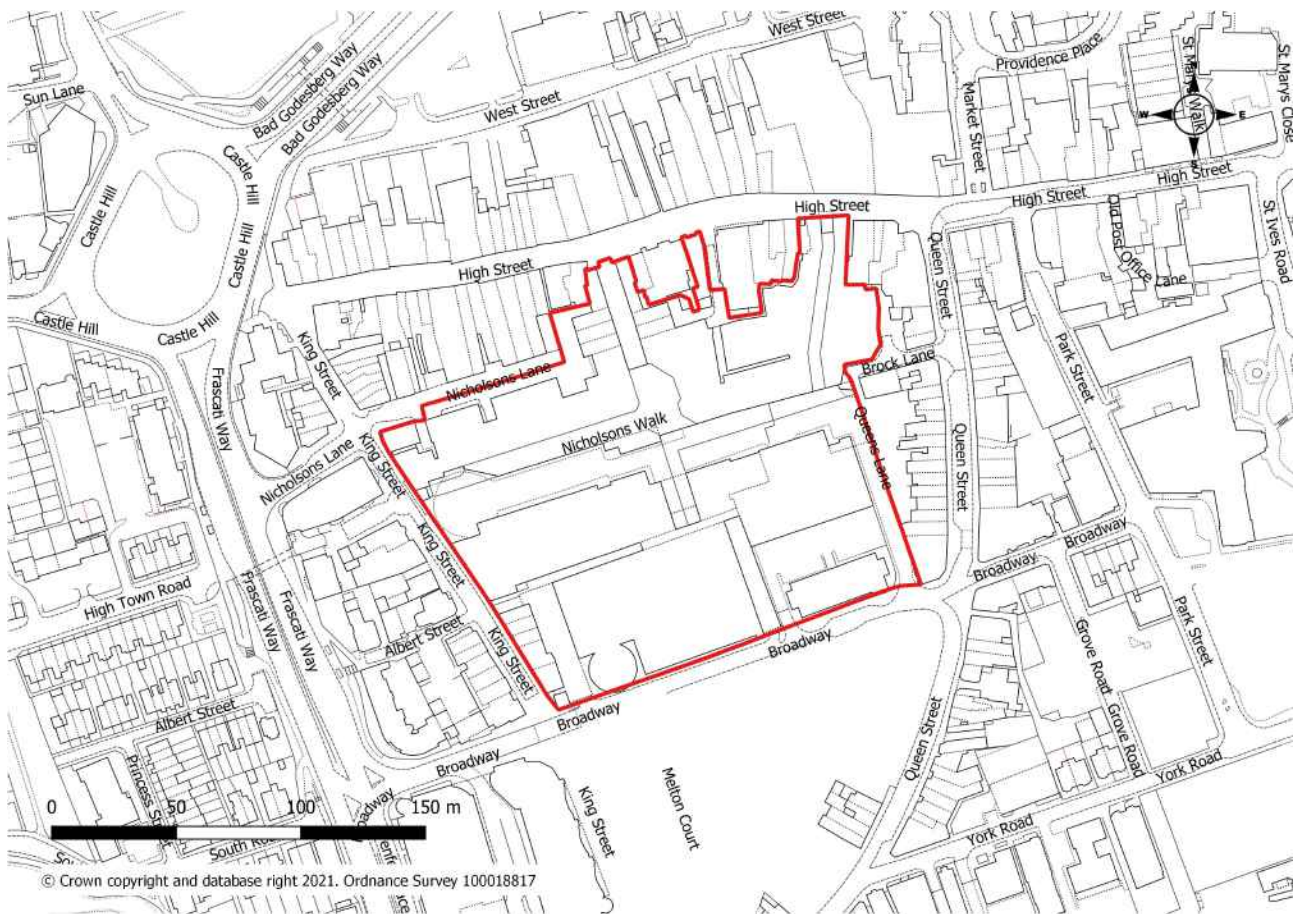 West Street
Providence Place
St Marys Walk
St Marys Close
Sun Lane
Bad Godesberg Way
Bad Godesberg Way
West Street
Market Street
W
E
S
Castle Hill
High Street
Castle Hill
Castle Hill
High Street
High Street
Old Post Office Lane
St Ives Road
High Street
Queen Street
Castle Hill
Castle Hill
King Street
Park Street
Frascati Way
Nicholsons Lane
Brock Lane
Nicholsons Walk
Queens Lane
Queen Street
Nicholsons Lane
King Street
King Street
High Town Road
Frascati Way
Frascati Way
Albert Street
King Street
Broadway
Broadway
Broadway
Park Street
Grove Road
Grove Road
Albert Street
Broadway
Broadway
Queen Street
York Road
Princess Street
King Street
Melton Court
0 50 100 150 m
York Road
© Crown copyright and database right 2021. Ordnance Survey 100018817